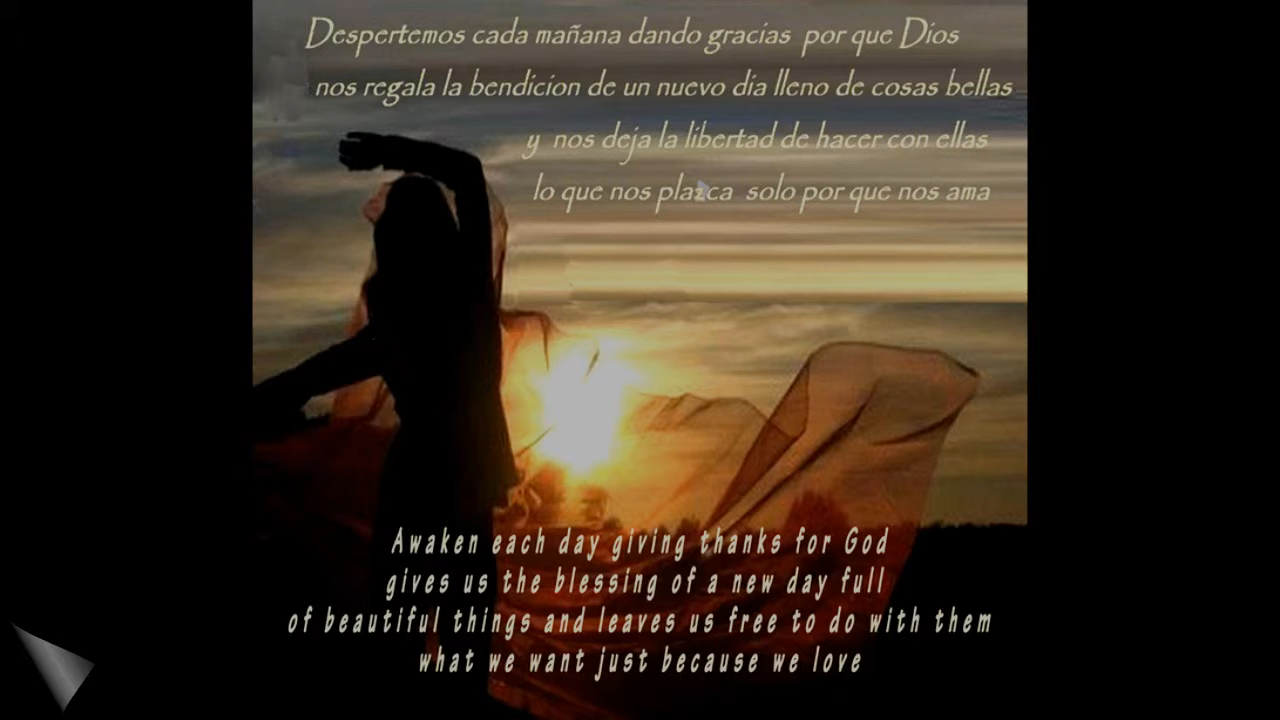 Despertemos cada mañana dando gracias por que Dios
nos regala la bendicion de un nuevo dia lleno de cosas bellas
y nos deja la libertad de hacer con ellas
lo que nos plazca solo por que nos ama
Awaken each day giving thanks for God
gives us the blessing of a new day full
of beautiful things and leaves us free to do with them
what we want just because we love